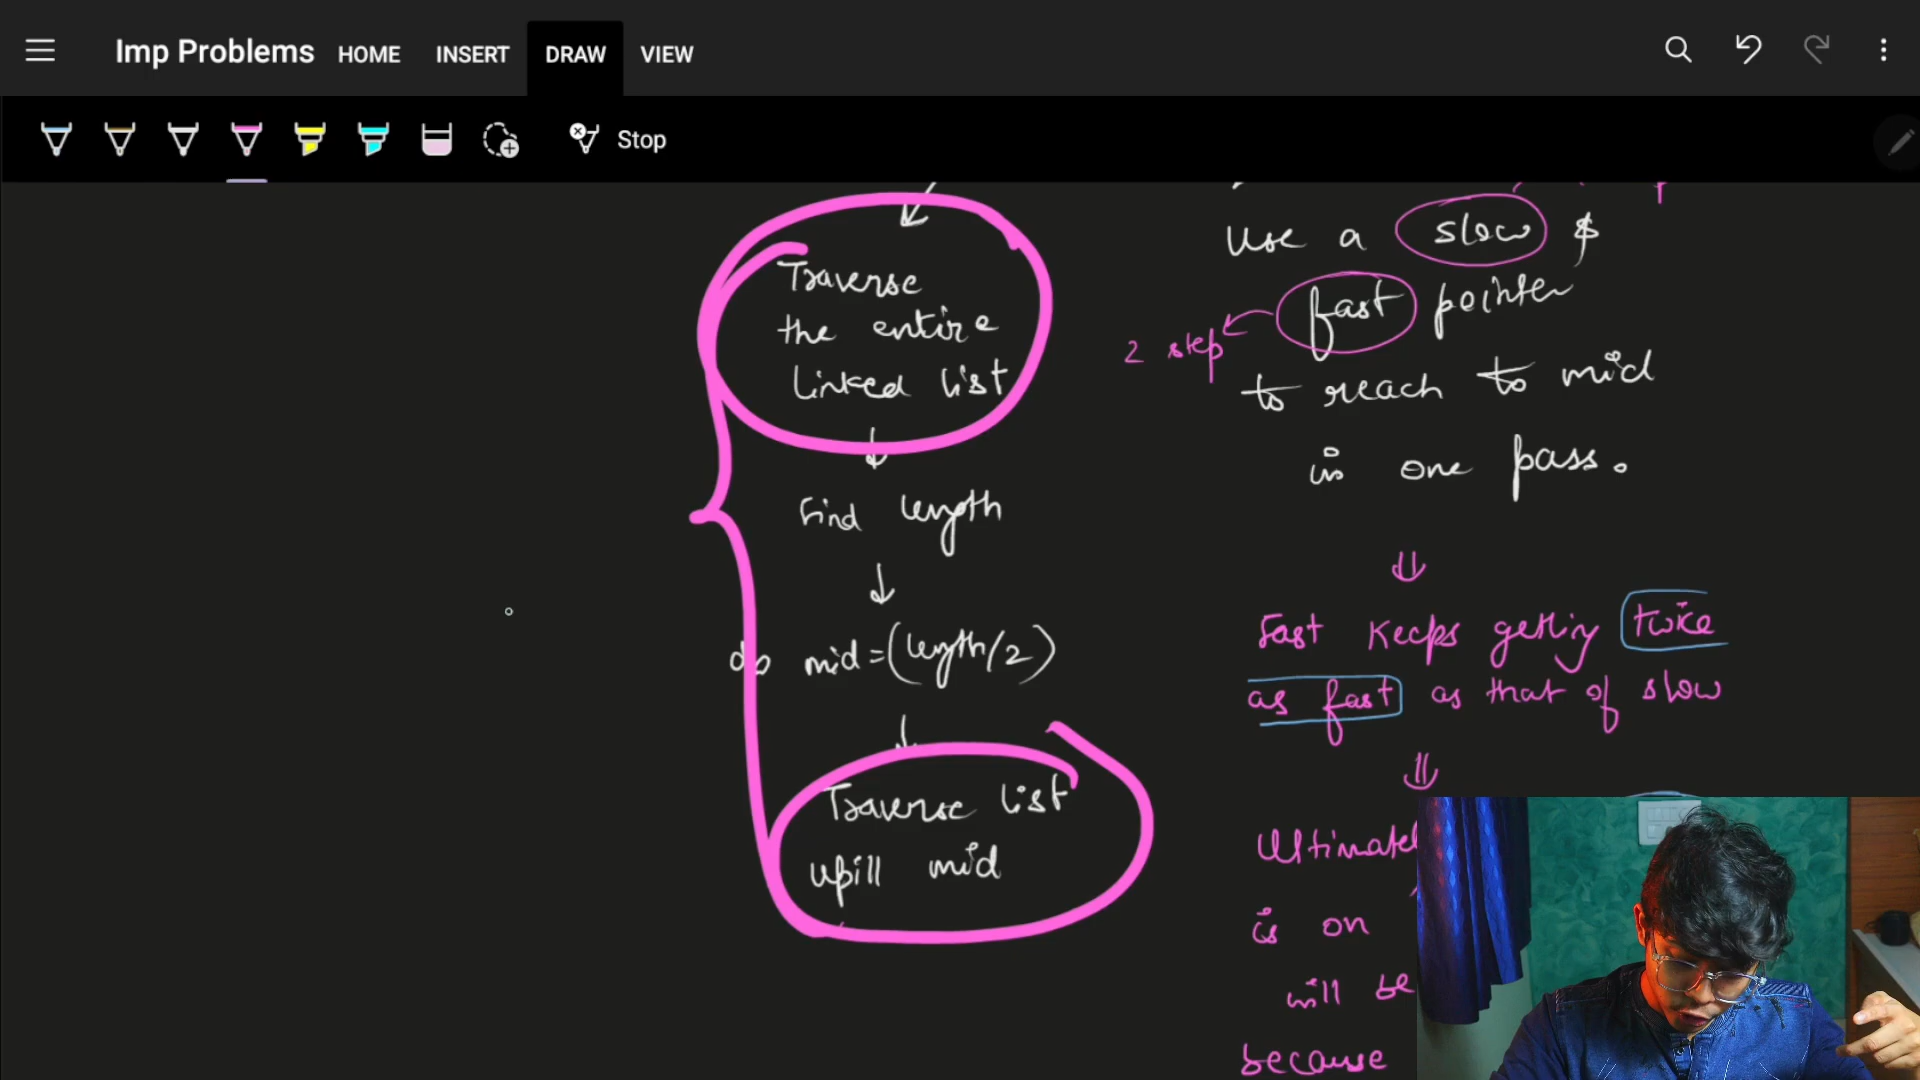 Imp Problems HOME INSERT DRAW VIEW
Stop
Traverse
the entire
linked list
Find length
mid = (length/2)
Traverse list
mid
Use a slow &
fast pointer
2 step
to reach to mid
in one pass.
Fast keeps getting twice
as fast as that of slow
is on
will be
because